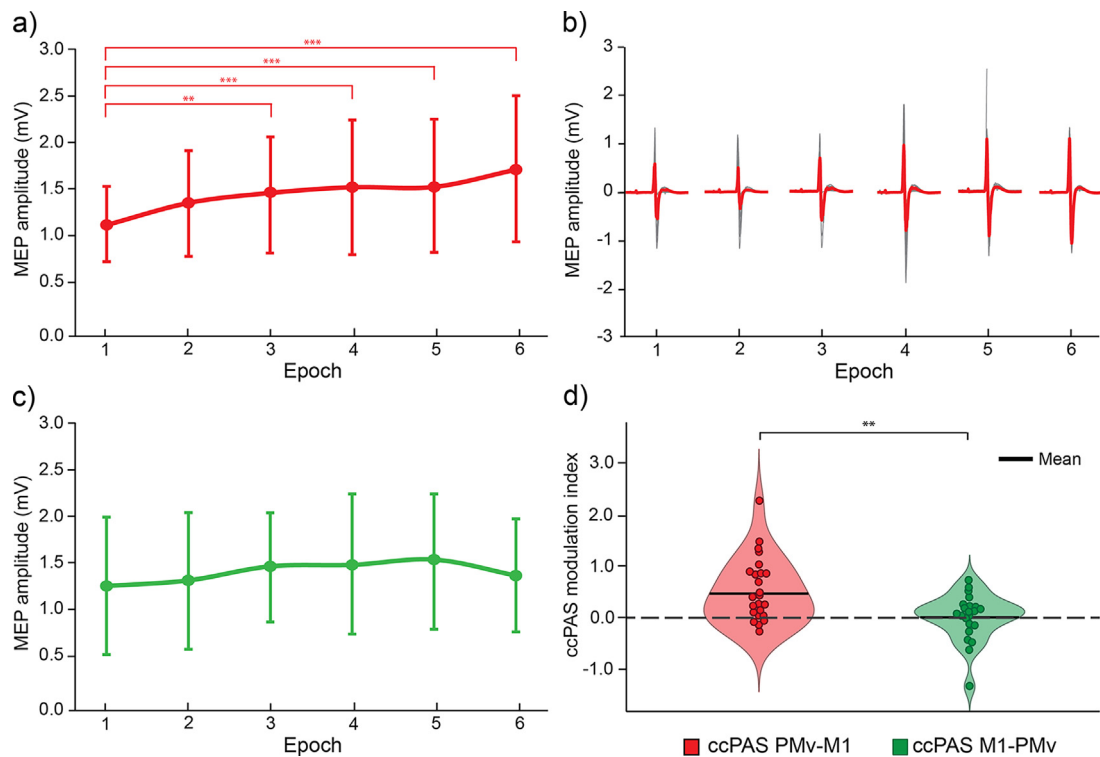 a)
3.0
2.5
2.0
1.5
1.0
0.5
0.0
MEP amplitude (mV)
***
***
***
**
1 2 3 4 5 6
Epoch
b)
3
2
1
0
-1
-2
-3
MEP amplitude (mV)
1 2 3 4 5 6
Epoch
c)
3.0
2.5
2.0
1.5
1.0
0.5
0.0
MEP amplitude (mV)
1 2 3 4 5 6
Epoch
d)
3.0
2.0
1.0
0.0
-1.0
ccPAS modulation index
**
Mean
ccPAS PMv-M1 ccPAS M1-PMv